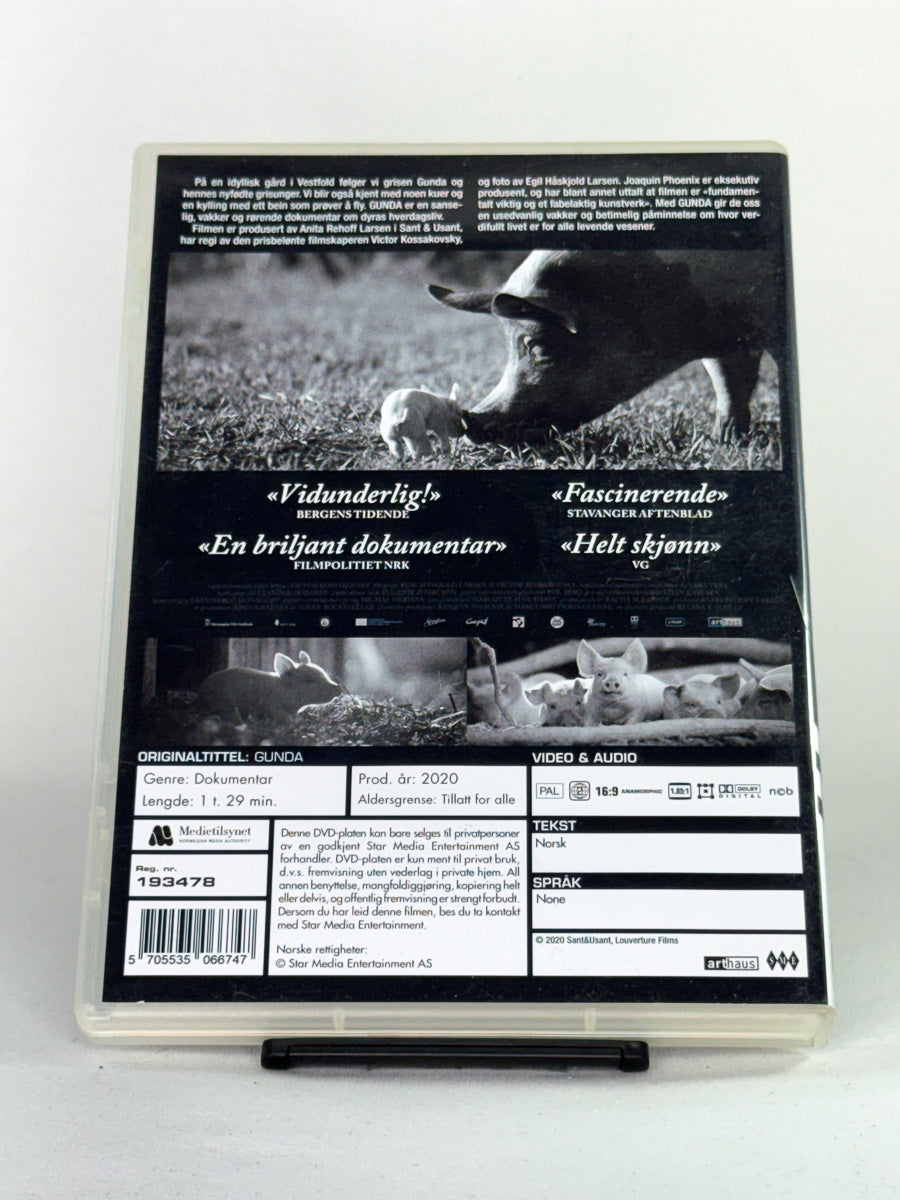 På en idyllisk gård i Vestfold følger vi grisen Gunda og
hennes nyfødte grisunger. Vi blir også kjent med noen kuer og
en kylling med ett bein som prøver å fly. GUNDA er en sanse-
lig, vakker og rørende dokumentar om dyras hverdagsliv.
Filmen er produsert av Anita Rehoff Larsen i Sant & Usant,
har regi av den prisbelønte filmskaperen Victor Kossakovsky,
og foto av Egil Håskjold Larsen. Joaquin Phoenix er eksekutiv
produsent, og har blant annet uttalt at filmen er «fundamen-
talt viktig og et fabelaktig kunstverk». Med GUNDA gir de oss
en usedvanlig vakker og betimelig påminnelse om hvor ver-
difullt livet er for alle levende vesener.
«Vidunderlig!»
BERGENS TIDENDE
«Fascinerende»
STAVANGER AFTENBLAD
«En briljant dokumentar»
FILMPOLITIET NRK
«Helt skjønn»
VG
arthaus
ORIGINALTITTEL: GUNDA
Genre: Dokumentar
Lengde: 1 t. 29 min.
Prod. år: 2020
Aldersgrense: Tillatt for alle
VIDEO & AUDIO
PAL 2 16:9 ANAMORPHIC 1.85:1 DOLBY DIGITAL ncb
Medietilsynet
NORWEGIAN MEDIA AUTHORITY
Reg. nr.
193478
5 705535 066747
Denne DVD-platen kan bare selges til privatpersoner
av en godkjent Star Media Entertainment AS
forhandler. DVD-platen er kun ment til privat bruk,
d.v.s. fremvisning uten vederlag i private hjem. All
annen benyttelse, mangfoldiggjøring, kopiering helt
eller delvis, og offentlig fremvisning er strengt forbudt.
Dersom du har leid denne filmen, bes du ta kontakt
med Star Media Entertainment.
Norske rettigheter:
© Star Media Entertainment AS
TEKST
Norsk
SPRÅK
None
© 2020 Sant&Usant, Louverture Films
arthaus SME